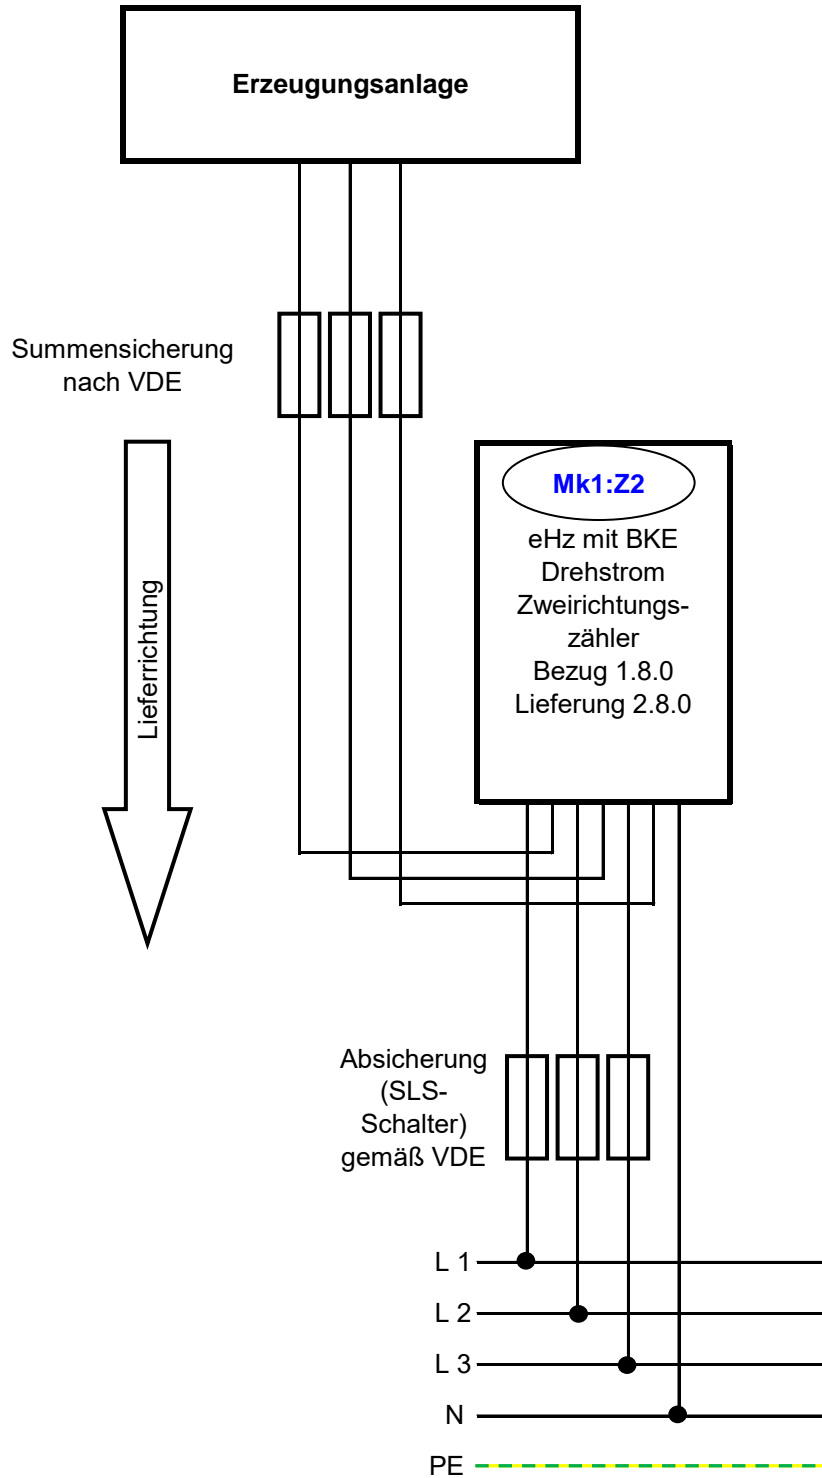 Erzeugungsanlage
Summensicherung
nach VDE
Lieferrichtung
Mk1:Z2
eHz mit BKE
Drehstrom
Zweirichtungs-
zähler
Bezug 1.8.0
Lieferung 2.8.0
Absicherung
(SLS-
Schalter)
gemäß VDE
L 1
L 2
L 3
N
PE